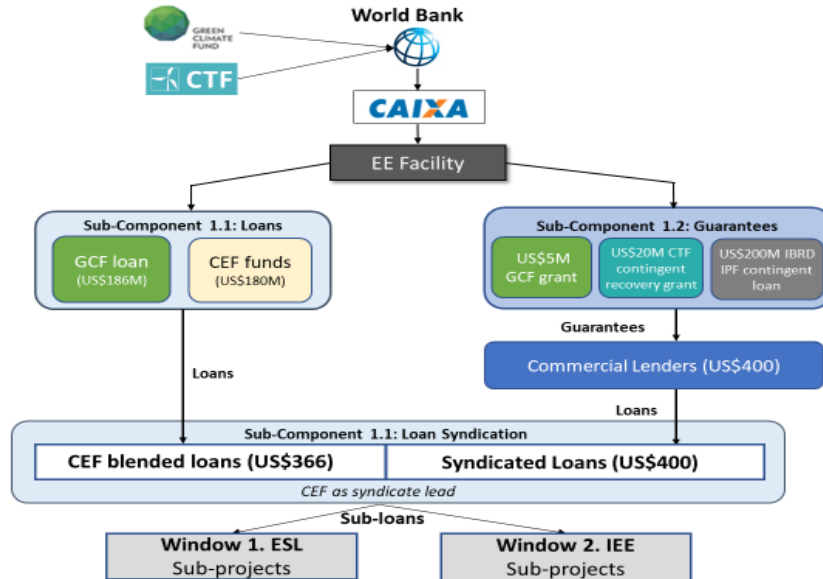 World Bank
GREEN
CLIMATE
FUND
CTF
CAIXA
EE Facility
Sub-Component 1.1: Loans
GCF loan
(US$186M)
CEF funds
(US$180M)
Sub-Component 1.2: Guarantees
US$5M
GCF grant
US$20M CTF
contingent
recovery grant
US$200M IBRD
IPF contingent
loan
Guarantees
Commercial Lenders (US$400)
Loans
Loans
Sub-Component 1.1: Loan Syndication
CEF blended loans (US$366)
Syndicated Loans (US$400)
CEF as syndicate lead
Sub-loans
Window 1. ESL
Sub-projects
Window 2. IEE
Sub-projects